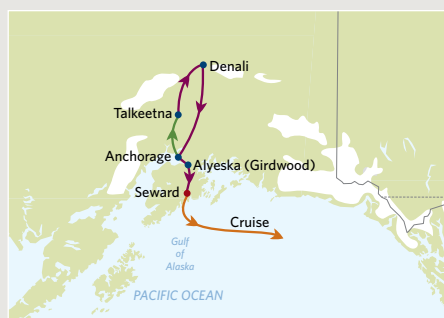 Denali
Talkeetna
Anchorage
Alyeska (Girdwood)
Seward
Cruise
Gulf
of
Alaska
PACIFIC OCEAN